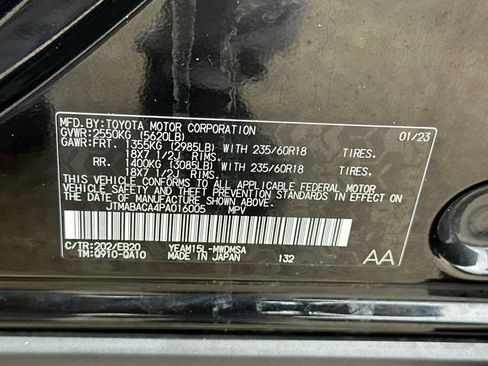 MFD. BY: TOYOTA MOTOR CORPORATION 01/23
GVWR: 2550KG (5620LB)
GAWR: FRT. 1355KG (2985LB) WITH 235/60R18 TIRES.
18X7 1/2J RIMS.
RR. 1400KG (3085LB) WITH 235/60R18 TIRES.
18X7 1/2J RIMS.
THIS VEHICLE CONFORMS TO ALL APPLICABLE FEDERAL MOTOR
VEHICLE SAFETY AND THEFT PREVENTION STANDARDS IN EFFECT
ON THE DATE OF MANUFACTURE SHOWN ABOVE.
JTMABACA4PA016005 MPV
C/TR: 202/EB20 YEAM15L-MWDMSA
TM: Q910-QA10 MADE IN JAPAN 132 AA